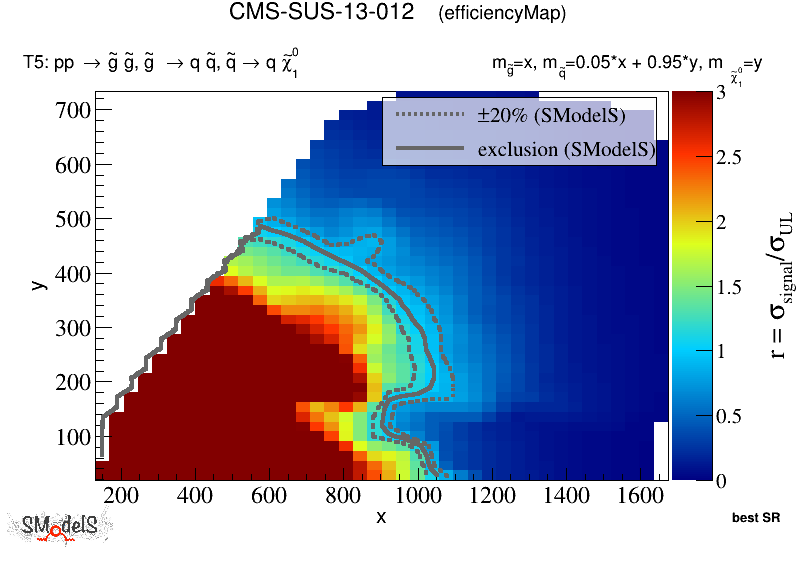 CMS-SUS-13-012 (efficiencyMap)
T5: pp → g̃ g̃, g̃ → q q̃, q̃ → q χ̃₁⁰ m_g̃=x, m_q̃=0.05*x + 0.95*y, m_χ̃₁⁰=y
±20% (SModelS)
exclusion (SModelS)
700
600
500
400
300
200
100
y
200 400 600 800 1000 1200 1400 1600
x
3
2.5
2
1.5
1
0.5
0
r = σ_signal/σ_UL
SModelS
best SR